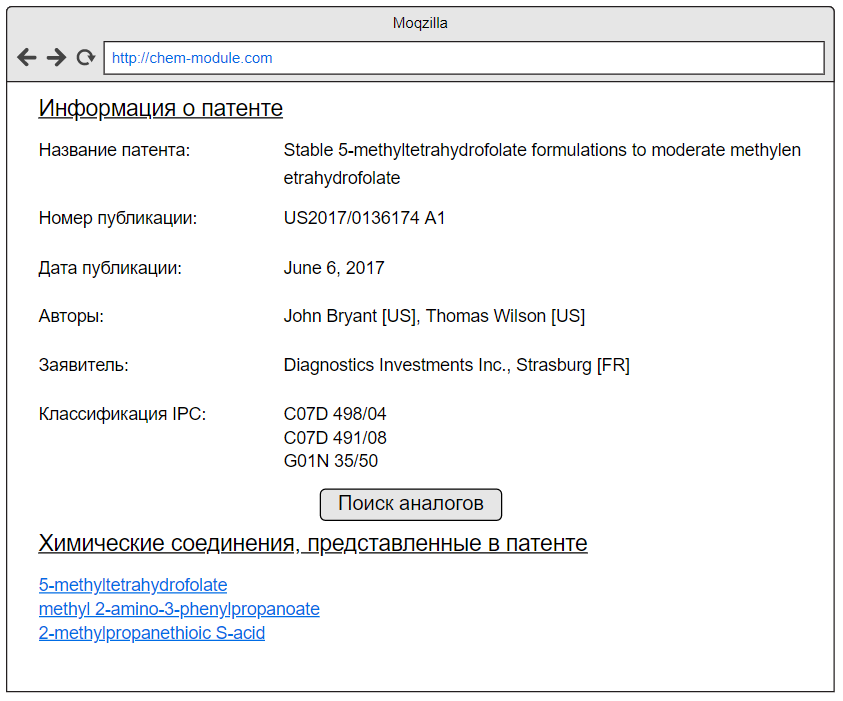 Moqzilla
http://chem-module.com
Информация о патенте
Название патента: Stable 5-methyltetrahydrofolate formulations to moderate methylen
etrahydrofolate
Номер публикации: US2017/0136174 A1
Дата публикации: June 6, 2017
Авторы: John Bryant [US], Thomas Wilson [US]
Заявитель: Diagnostics Investments Inc., Strasburg [FR]
Классификация IPC: C07D 498/04
C07D 491/08
G01N 35/50
Поиск аналогов
Химические соединения, представленные в патенте
5-methyltetrahydrofolate
methyl 2-amino-3-phenylpropanoate
2-methylpropanethioic S-acid